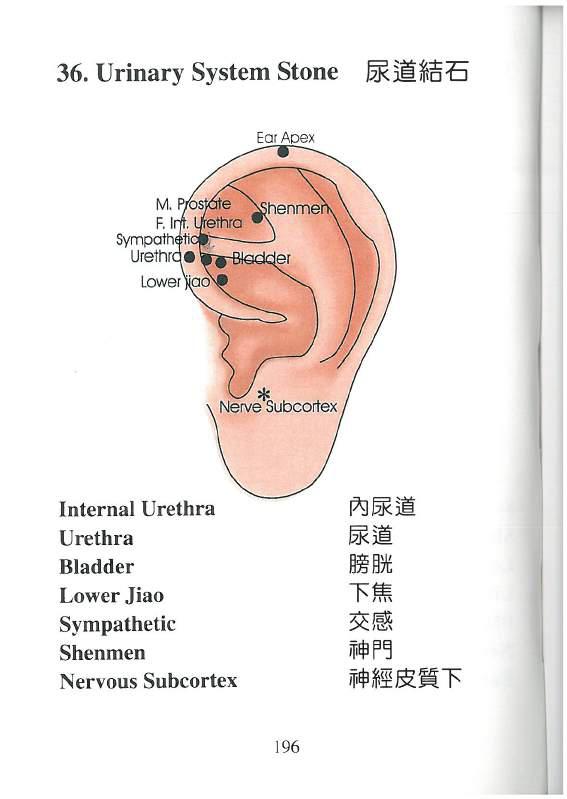 36. Urinary System Stone 尿道結石
Ear Apex
M. Prostate
Shenmen
F. Int. Urethra
Sympathetic
Urethra
Bladder
Lower jiao
*
Nerve Subcortex
Internal Urethra 內尿道
Urethra 尿道
Bladder 膀胱
Lower Jiao 下焦
Sympathetic 交感
Shenmen 神門
Nervous Subcortex 神經皮質下
196